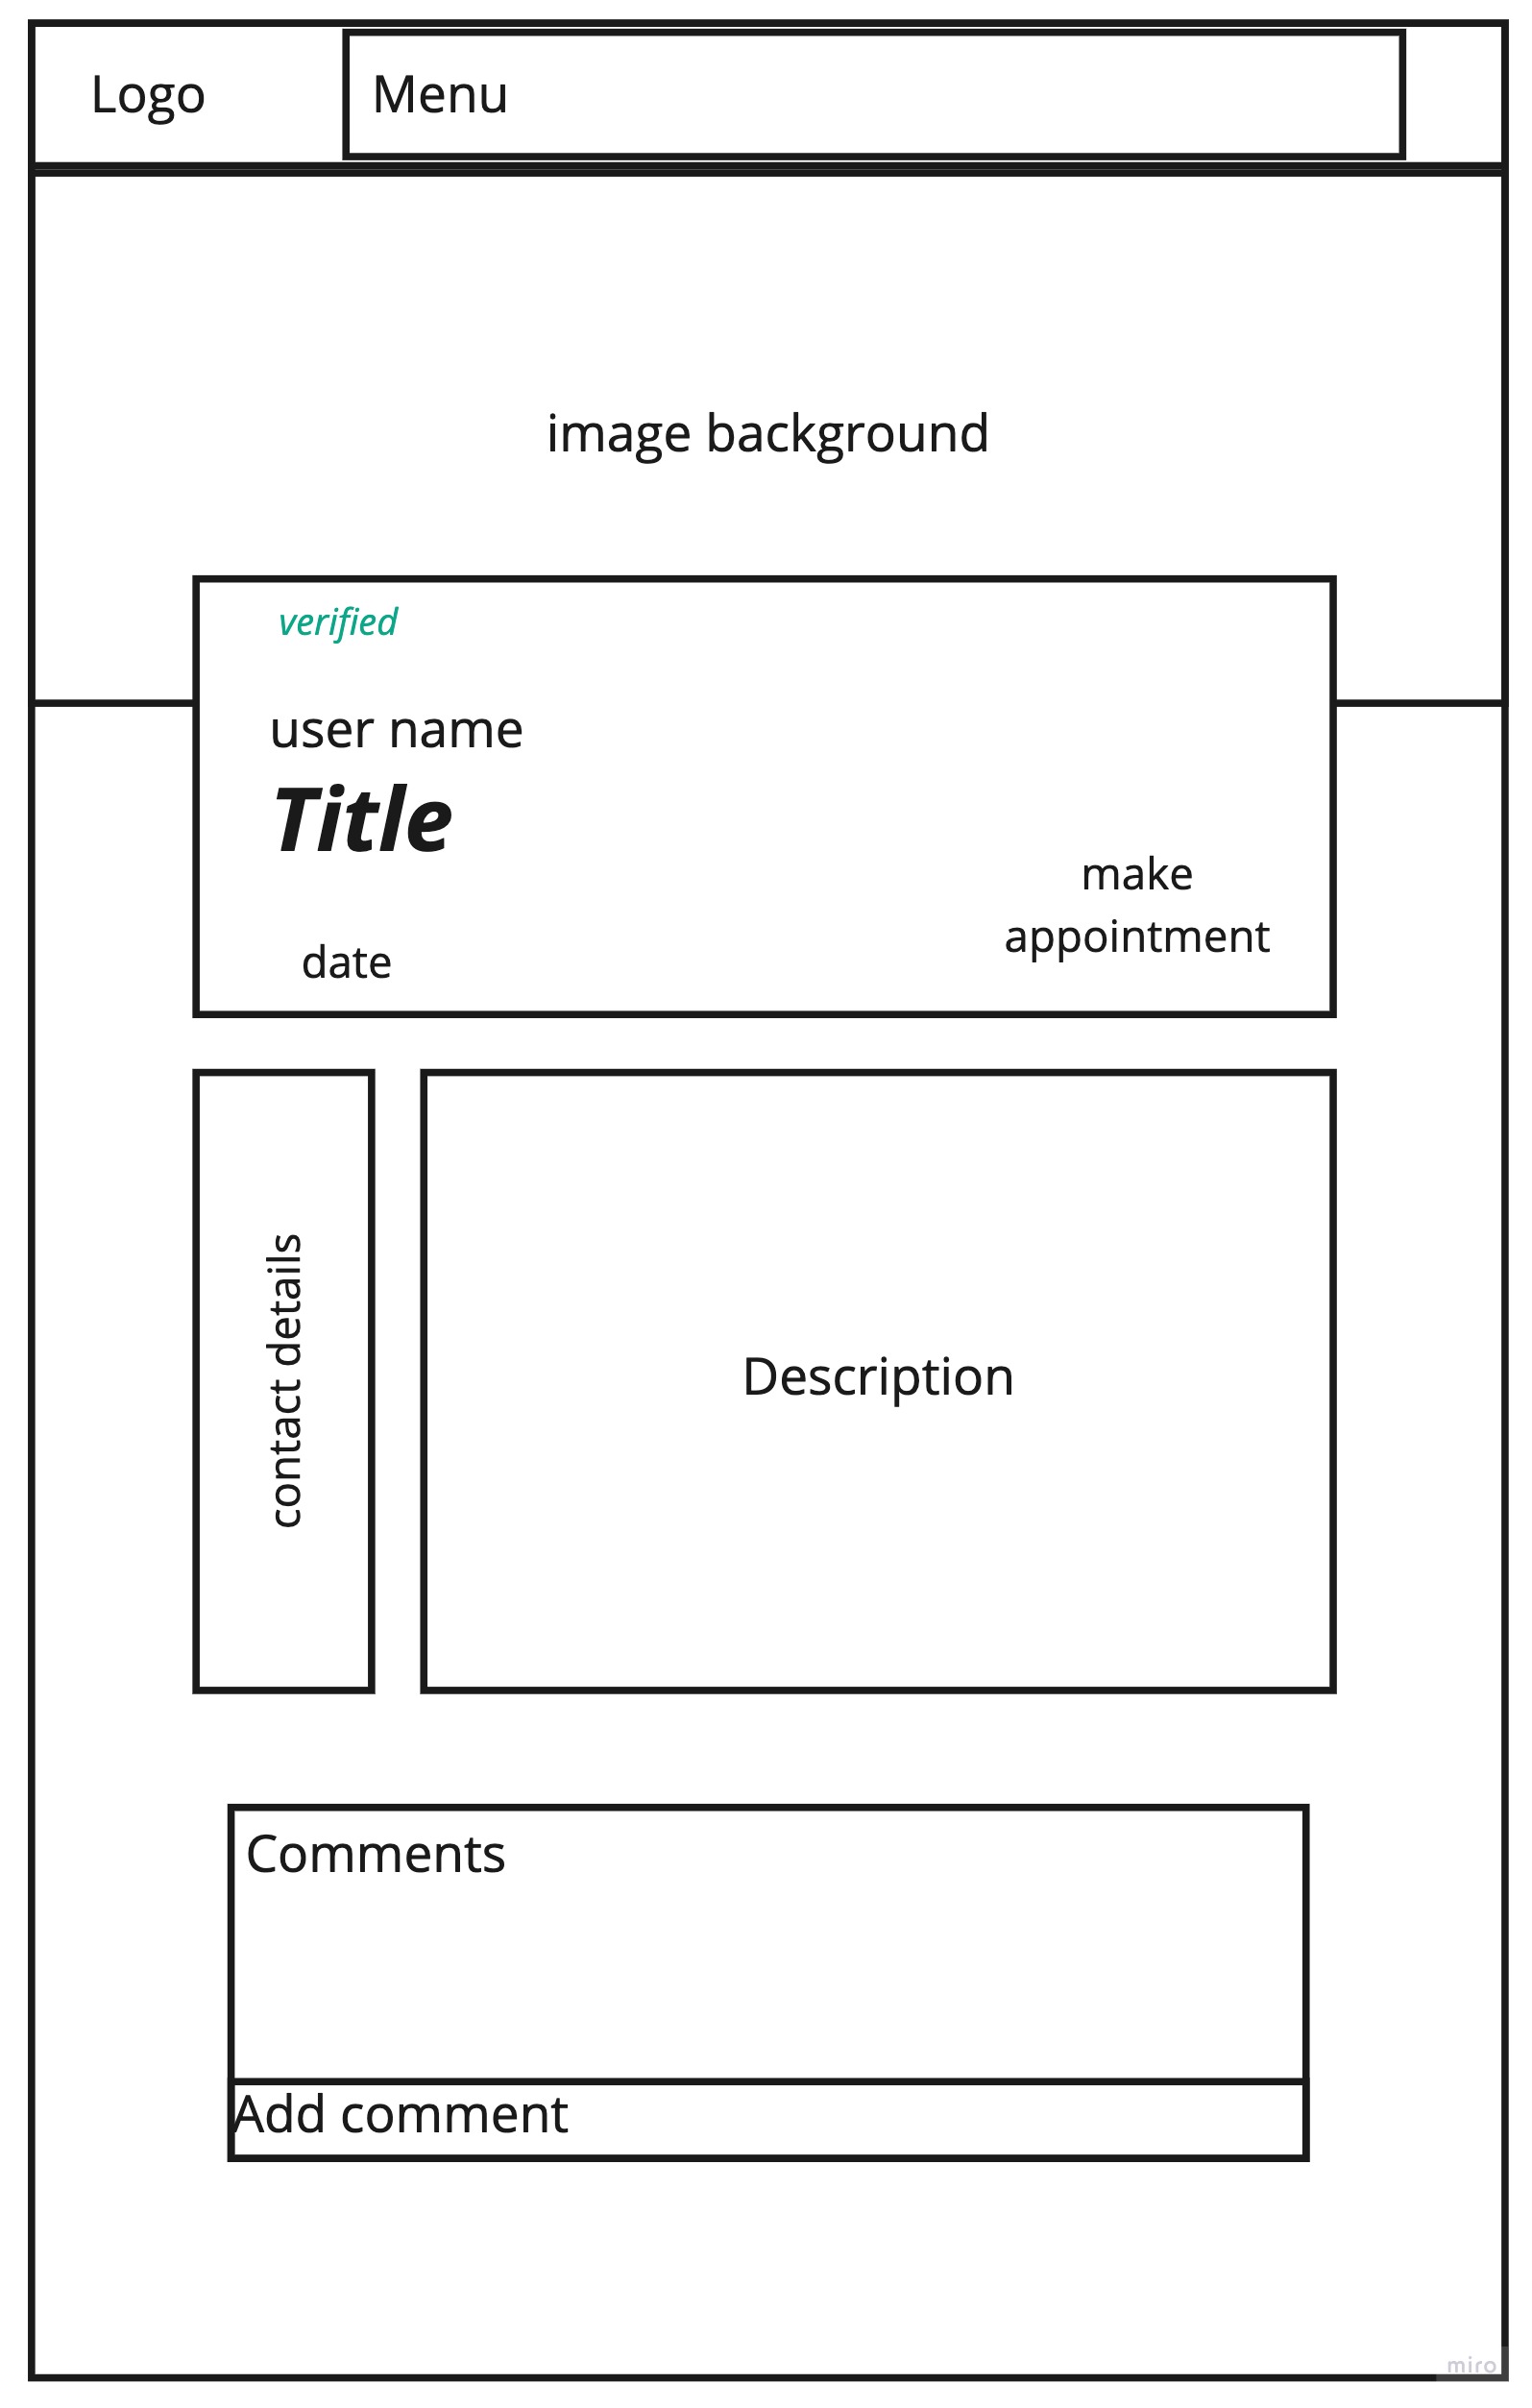 Logo
Menu
image background
verified
user name
Title
make
appointment
date
contact details
Description
Comments
Add comment
miro